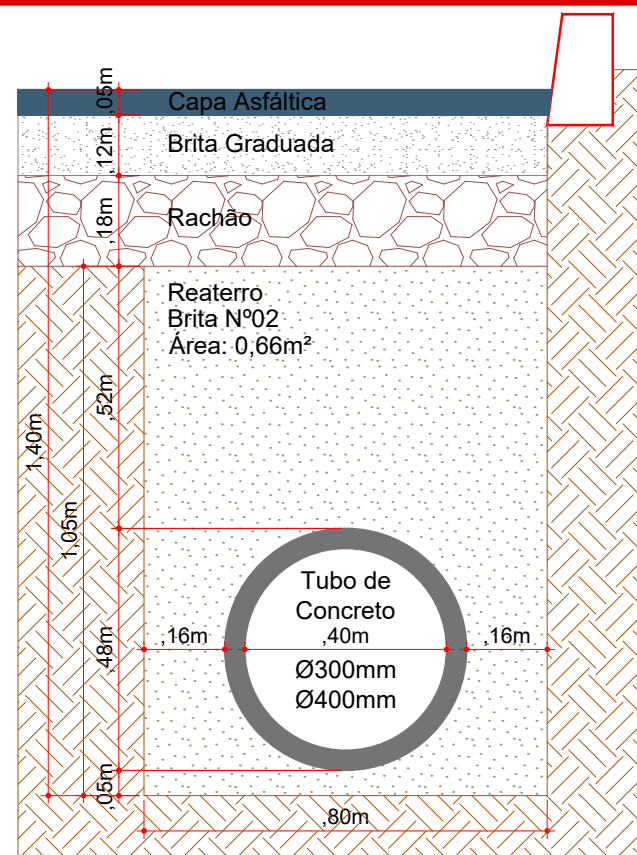 ,05m
Capa Asfáltica
,12m
Brita Graduada
,18m
Rachão
Reaterro
Brita Nº02
Área: 0,66m²
,52m
1,40m
1,05m
Tubo de
Concreto
,16m
,40m
,16m
,48m
Ø300mm
Ø400mm
,05m
,80m